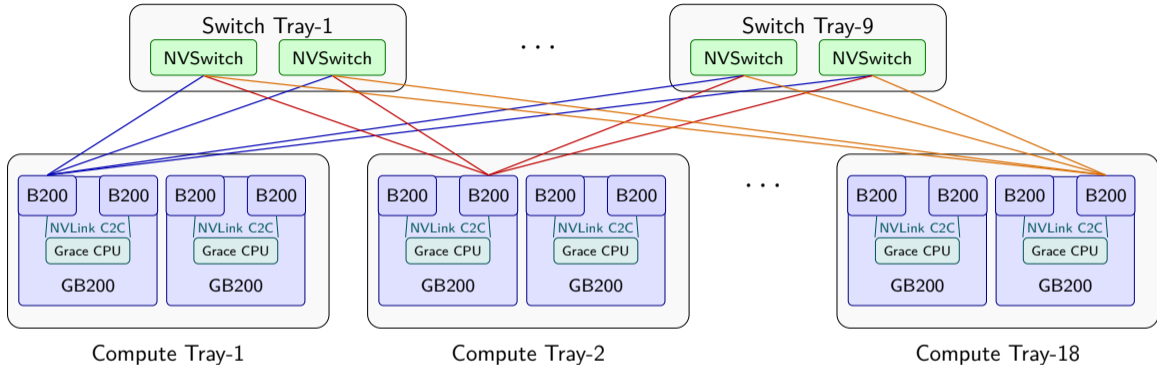 Switch Tray-1
NVSwitch NVSwitch
...
Switch Tray-9
NVSwitch NVSwitch
B200 B200 B200 B200
NVLink C2C NVLink C2C
Grace CPU Grace CPU
GB200 GB200
Compute Tray-1
B200 B200 B200 B200
NVLink C2C NVLink C2C
Grace CPU Grace CPU
GB200 GB200
Compute Tray-2
...
B200 B200 B200 B200
NVLink C2C NVLink C2C
Grace CPU Grace CPU
GB200 GB200
Compute Tray-18